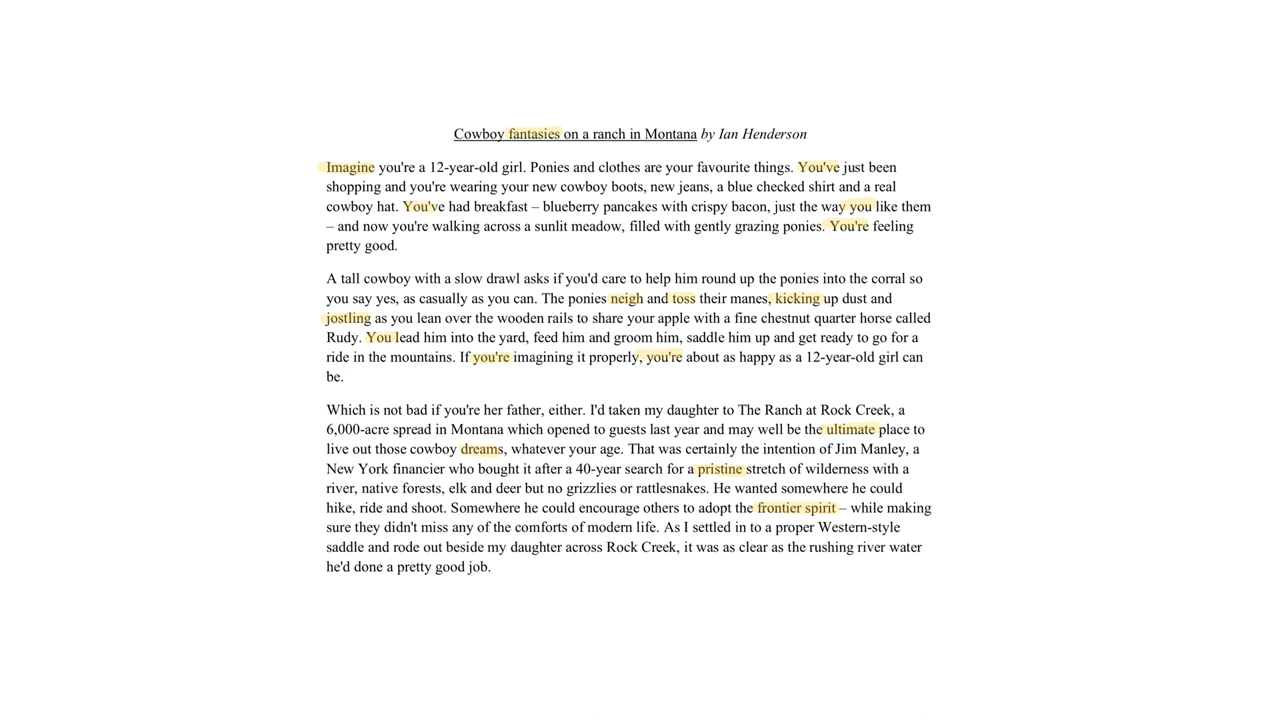 Cowboy fantasies on a ranch in Montana by Ian Henderson
Imagine you're a 12-year-old girl. Ponies and clothes are your favourite things. You've just been
shopping and you're wearing your new cowboy boots, new jeans, a blue checked shirt and a real
cowboy hat. You've had breakfast – blueberry pancakes with crispy bacon, just the way you like them
– and now you're walking across a sunlit meadow, filled with gently grazing ponies. You're feeling
pretty good.
A tall cowboy with a slow drawl asks if you'd care to help him round up the ponies into the corral so
you say yes, as casually as you can. The ponies neigh and toss their manes, kicking up dust and
jostling as you lean over the wooden rails to share your apple with a fine chestnut quarter horse called
Rudy. You lead him into the yard, feed him and groom him, saddle him up and get ready to go for a
ride in the mountains. If you're imagining it properly, you're about as happy as a 12-year-old girl can
be.
Which is not bad if you're her father, either. I'd taken my daughter to The Ranch at Rock Creek, a
6,000-acre spread in Montana which opened to guests last year and may well be the ultimate place to
live out those cowboy dreams, whatever your age. That was certainly the intention of Jim Manley, a
New York financier who bought it after a 40-year search for a pristine stretch of wilderness with a
river, native forests, elk and deer but no grizzlies or rattlesnakes. He wanted somewhere he could
hike, ride and shoot. Somewhere he could encourage others to adopt the frontier spirit – while making
sure they didn't miss any of the comforts of modern life. As I settled in to a proper Western-style
saddle and rode out beside my daughter across Rock Creek, it was as clear as the rushing river water
he'd done a pretty good job.